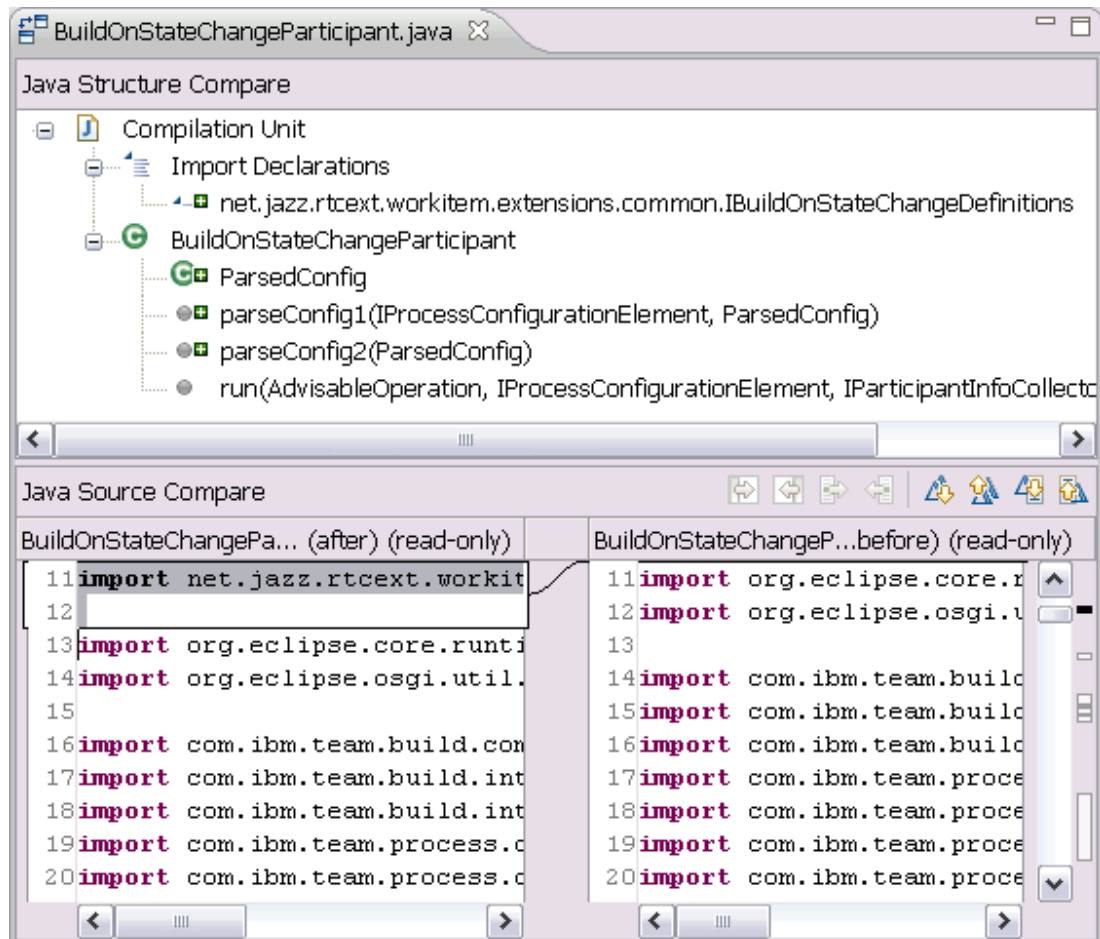 BuildOnStateChangeParticipant.java
Java Structure Compare
Compilation Unit
Import Declarations
net.jazz.rtcext.workitem.extensions.common.IBuildOnStateChangeDefinitions
BuildOnStateChangeParticipant
ParsedConfig
parseConfig1(IProcessConfigurationElement, ParsedConfig)
parseConfig2(ParsedConfig)
run(AdvisableOperation, IProcessConfigurationElement, IParticipantInfoCollecto
Java Source Compare
BuildOnStateChangePa... (after) (read-only)
11 import net.jazz.rtcext.workit
12
13 import org.eclipse.core.runti
14 import org.eclipse.osgi.util.
15
16 import com.ibm.team.build.com
17 import com.ibm.team.build.int
18 import com.ibm.team.build.int
19 import com.ibm.team.process.c
20 import com.ibm.team.process.c
BuildOnStateChangeP...before) (read-only)
11 import org.eclipse.core.r
12 import org.eclipse.osgi.u
13
14 import com.ibm.team.build
15 import com.ibm.team.build
16 import com.ibm.team.build
17 import com.ibm.team.proce
18 import com.ibm.team.proce
19 import com.ibm.team.proce
20 import com.ibm.team.proce